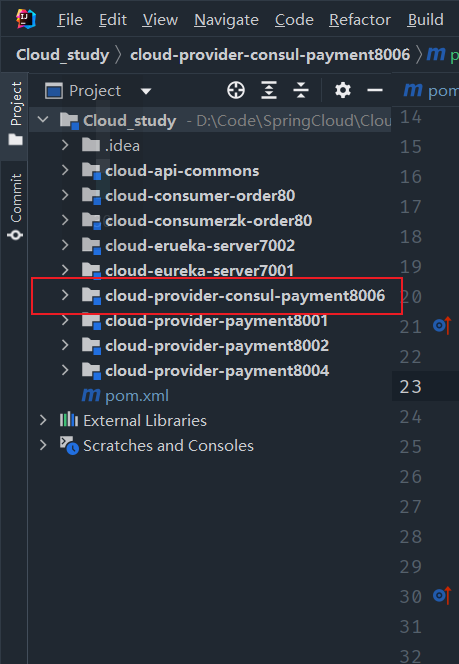 File Edit View Navigate Code Refactor Build
Cloud_study cloud-provider-consul-payment8006 m
Project
Project
Commit
Cloud_study - D:\Code\SpringCloud\Clou
.idea
cloud-api-commons
cloud-consumer-order80
cloud-consumerzk-order80
cloud-erueka-server7002
cloud-eureka-server7001
cloud-provider-consul-payment8006
cloud-provider-payment8001
cloud-provider-payment8002
cloud-provider-payment8004
m pom.xml
External Libraries
Scratches and Consoles
m pom
14
15
16
17
18
19
20
21
22
23
24
25
26
27
28
29
30
31
32